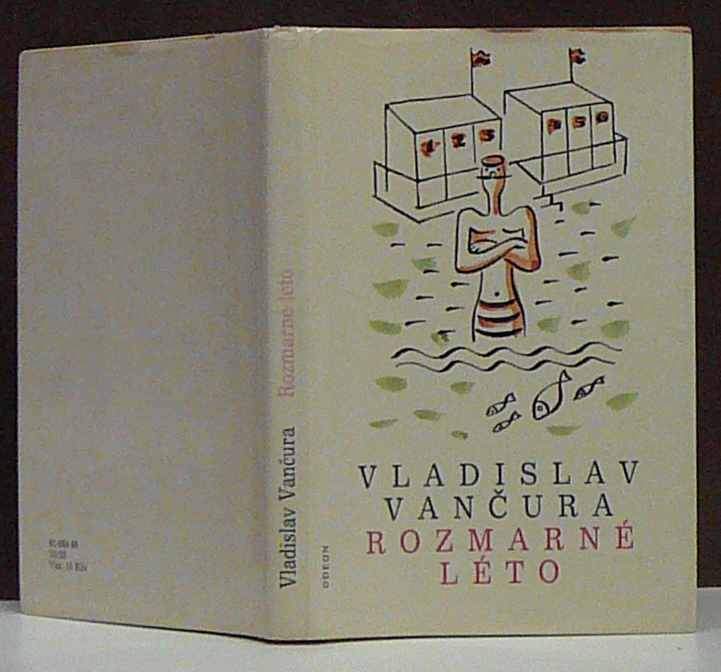 VLADISLAV
VANČURA
ROZMARNÉ
LÉTO
Vladislav Vančura Rozmarné léto
ODEON